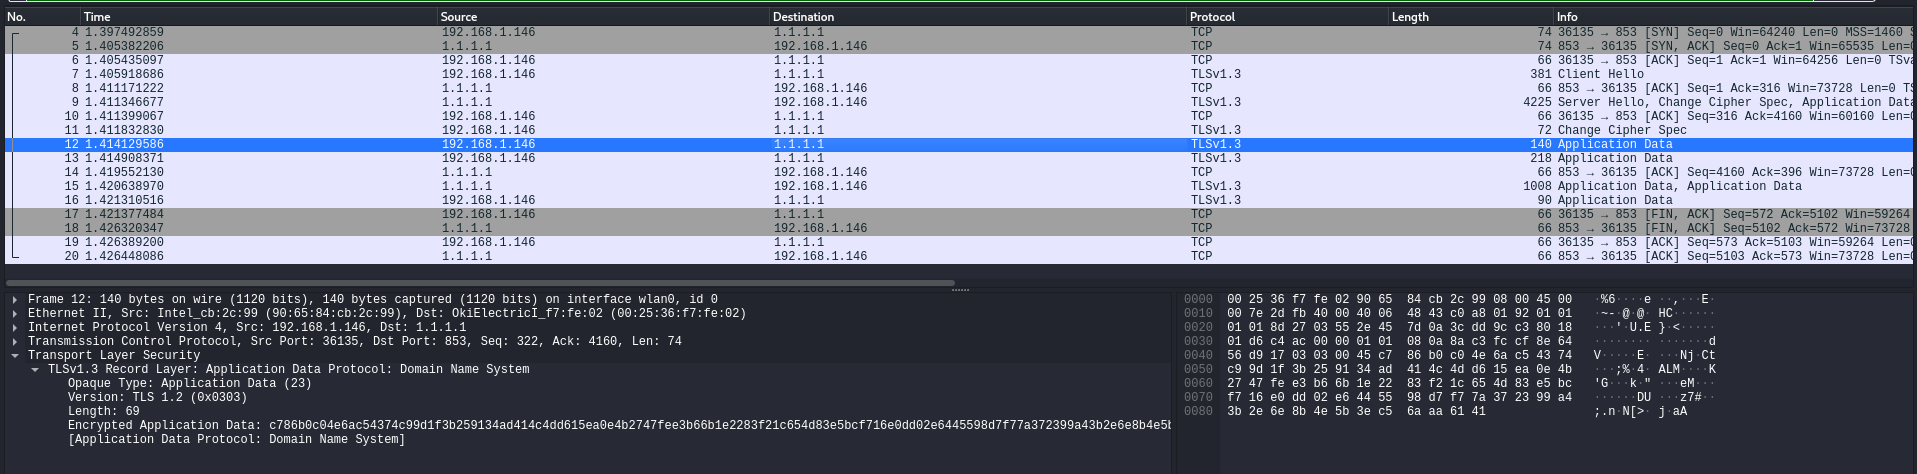 No. Time Source Destination Protocol Length Info
4 1.397492859 192.168.1.146 1.1.1.1 TCP 74 36135 → 853 [SYN] Seq=0 Win=64240 Len=0 MSS=1460
5 1.405382206 1.1.1.1 192.168.1.146 TCP 74 853 → 36135 [SYN, ACK] Seq=0 Ack=1 Win=65535 Len=0
6 1.405435097 192.168.1.146 1.1.1.1 TCP 66 36135 → 853 [ACK] Seq=1 Ack=1 Win=64256 Len=0 TSva
7 1.405918686 192.168.1.146 1.1.1.1 TLSv1.3 381 Client Hello
8 1.411171222 1.1.1.1 192.168.1.146 TCP 66 853 → 36135 [ACK] Seq=1 Ack=316 Win=73728 Len=0 TS
9 1.411346677 1.1.1.1 192.168.1.146 TLSv1.3 4225 Server Hello, Change Cipher Spec, Application Data
10 1.411399067 192.168.1.146 1.1.1.1 TCP 66 36135 → 853 [ACK] Seq=316 Ack=4160 Win=60160 Len=0
11 1.411832830 192.168.1.146 1.1.1.1 TLSv1.3 72 Change Cipher Spec
12 1.414129586 192.168.1.146 1.1.1.1 TLSv1.3 140 Application Data
13 1.414908371 192.168.1.146 1.1.1.1 TLSv1.3 218 Application Data
14 1.419552130 1.1.1.1 192.168.1.146 TCP 66 853 → 36135 [ACK] Seq=4160 Ack=396 Win=73728 Len=0
15 1.420638970 1.1.1.1 192.168.1.146 TLSv1.3 1008 Application Data, Application Data
16 1.421310516 192.168.1.146 1.1.1.1 TLSv1.3 90 Application Data
17 1.421377484 192.168.1.146 1.1.1.1 TCP 66 36135 → 853 [FIN, ACK] Seq=572 Ack=5102 Win=59264
18 1.426320347 1.1.1.1 192.168.1.146 TCP 66 853 → 36135 [FIN, ACK] Seq=5102 Ack=572 Win=73728
19 1.426389200 192.168.1.146 1.1.1.1 TCP 66 36135 → 853 [ACK] Seq=573 Ack=5103 Win=59264 Len=0
20 1.426448086 1.1.1.1 192.168.1.146 TCP 66 853 → 36135 [ACK] Seq=5103 Ack=573 Win=73728 Len=0
Frame 12: 140 bytes on wire (1120 bits), 140 bytes captured (1120 bits) on interface wlan0, id 0
Ethernet II, Src: Intel_cb:2c:99 (90:65:84:cb:2c:99), Dst: OkiElectricI_f7:fe:02 (00:25:36:f7:fe:02)
Internet Protocol Version 4, Src: 192.168.1.146, Dst: 1.1.1.1
Transmission Control Protocol, Src Port: 36135, Dst Port: 853, Seq: 322, Ack: 4160, Len: 74
Transport Layer Security
TLSv1.3 Record Layer: Application Data Protocol: Domain Name System
Opaque Type: Application Data (23)
Version: TLS 1.2 (0x0303)
Length: 69
Encrypted Application Data: c786b0c04e6ac54374c99d1f3b259134ad414c4dd615ea0e4b2747fee3b66b1e2283f21c654d83e5bcf716e0dd02e6445598d7f77a372399a43b2e6e8b4e5b
[Application Data Protocol: Domain Name System]
0000 00 25 36 f7 fe 02 90 65 84 cb 2c 99 08 00 45 00 ·%6····e ··,···E·
0010 00 7e 2d fb 40 00 40 06 48 43 c0 a8 01 92 01 01 ·~-·@·@· HC······
0020 01 01 8d 27 03 55 2e 45 7d 0a 3c dd 9c c3 80 18 ···'·U.E }·<·····
0030 01 d6 c4 ac 00 00 01 01 08 0a 8a c3 fc cf 8e 64 ········ ·······d
0040 56 d9 17 03 03 00 45 c7 86 b0 c0 4e 6a c5 43 74 V·····E· ···Nj·Ct
0050 c9 9d 1f 3b 25 91 34 ad 41 4c 4d d6 15 ea 0e 4b ···;%·4· ALM····K
0060 27 47 fe e3 b6 6b 1e 22 83 f2 1c 65 4d 83 e5 bc 'G···k·" ···eM···
0070 f7 16 e0 dd 02 e6 44 55 98 d7 f7 7a 37 23 99 a4 ······DU ···z7#··
0080 3b 2e 6e 8b 4e 5b 3e c5 6a aa 61 41 ;.n·N[>· j·aA